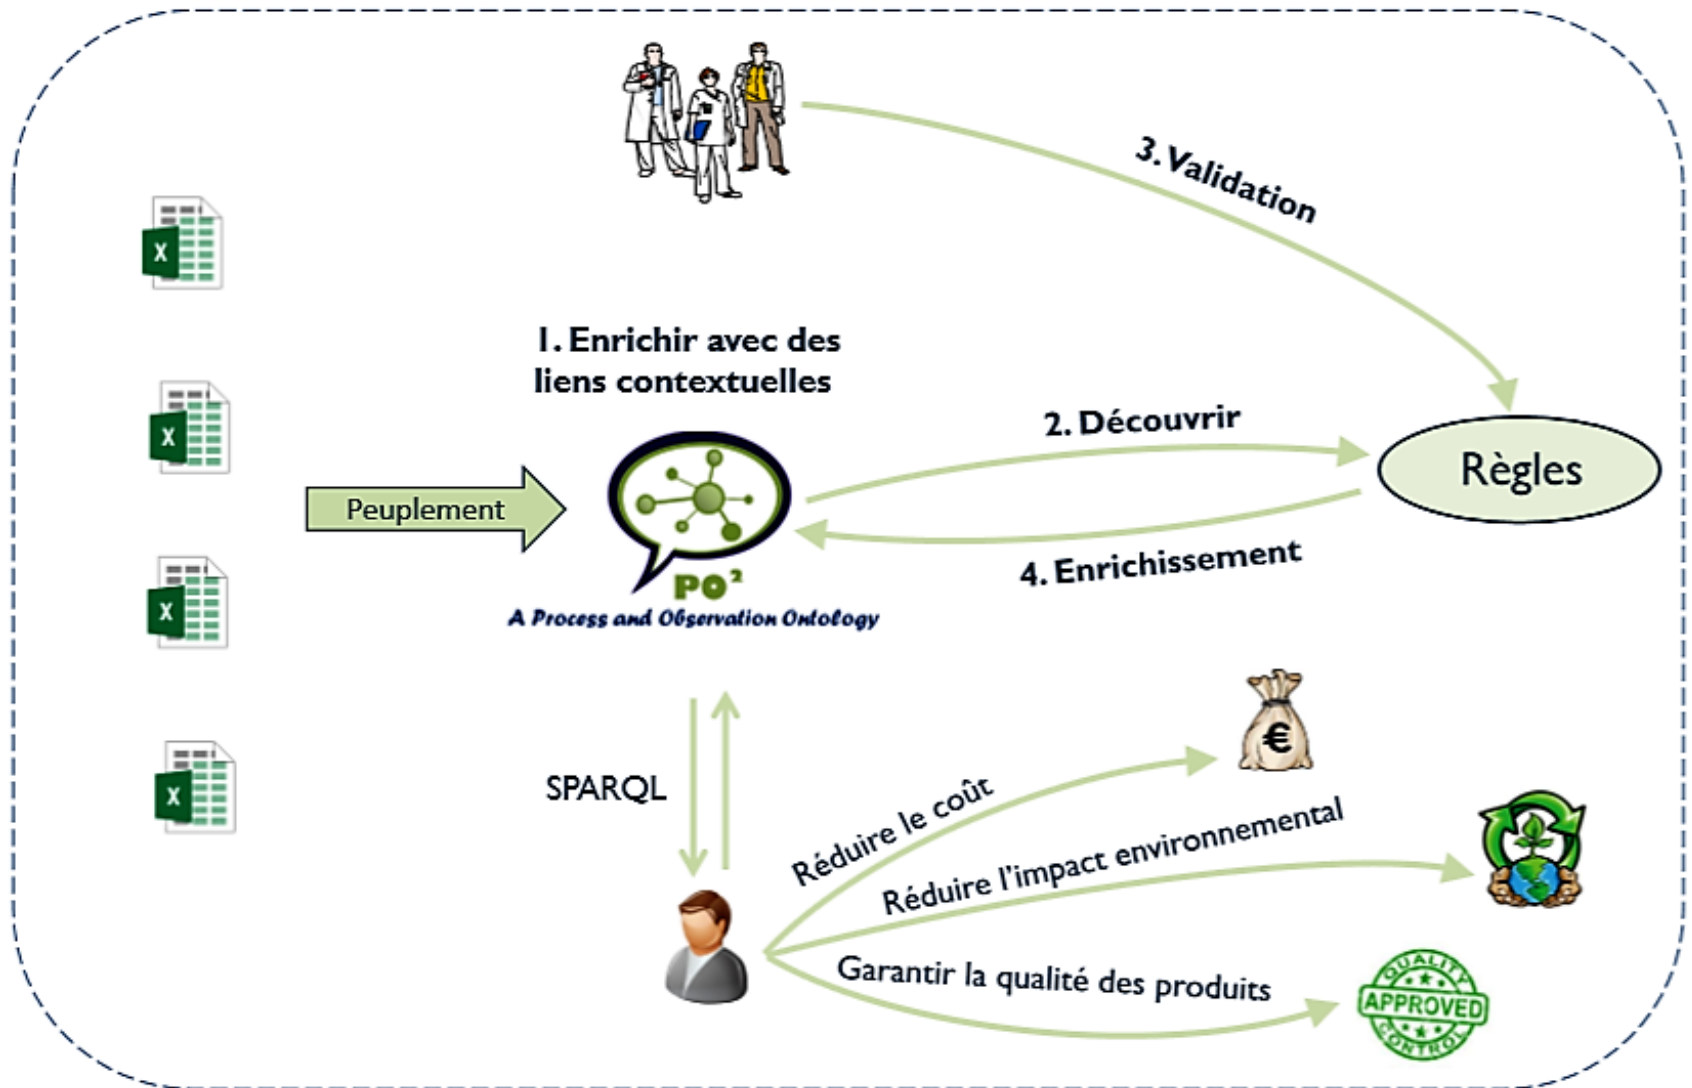 3. Validation
X
1. Enrichir avec des
liens contextuelles
X
2. Découvrir
Règles
Peuplement
4. Enrichissement
PO²
A Process and Observation Ontology
X
€
SPARQL
X
Réduire le coût
Réduire l'impact environnemental
Garantir la qualité des produits
QUALITY
APPROVED
CONTROL